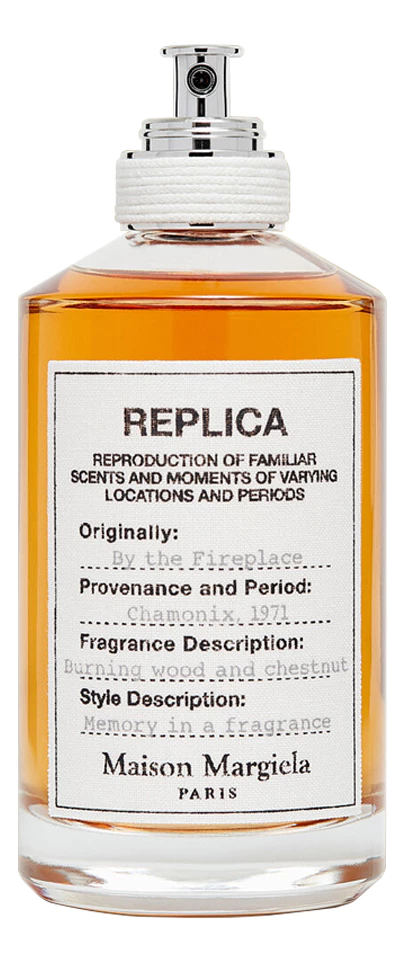 REPLICA
REPRODUCTION OF FAMILIAR
SCENTS AND MOMENTS OF VARYING
LOCATIONS AND PERIODS
Originally:
By the Fireplace
Provenance and Period:
Chamonix, 1971
Fragrance Description:
Burning wood and chestnut
Style Description:
Memory in a fragrance
Maison Margiela
PARIS